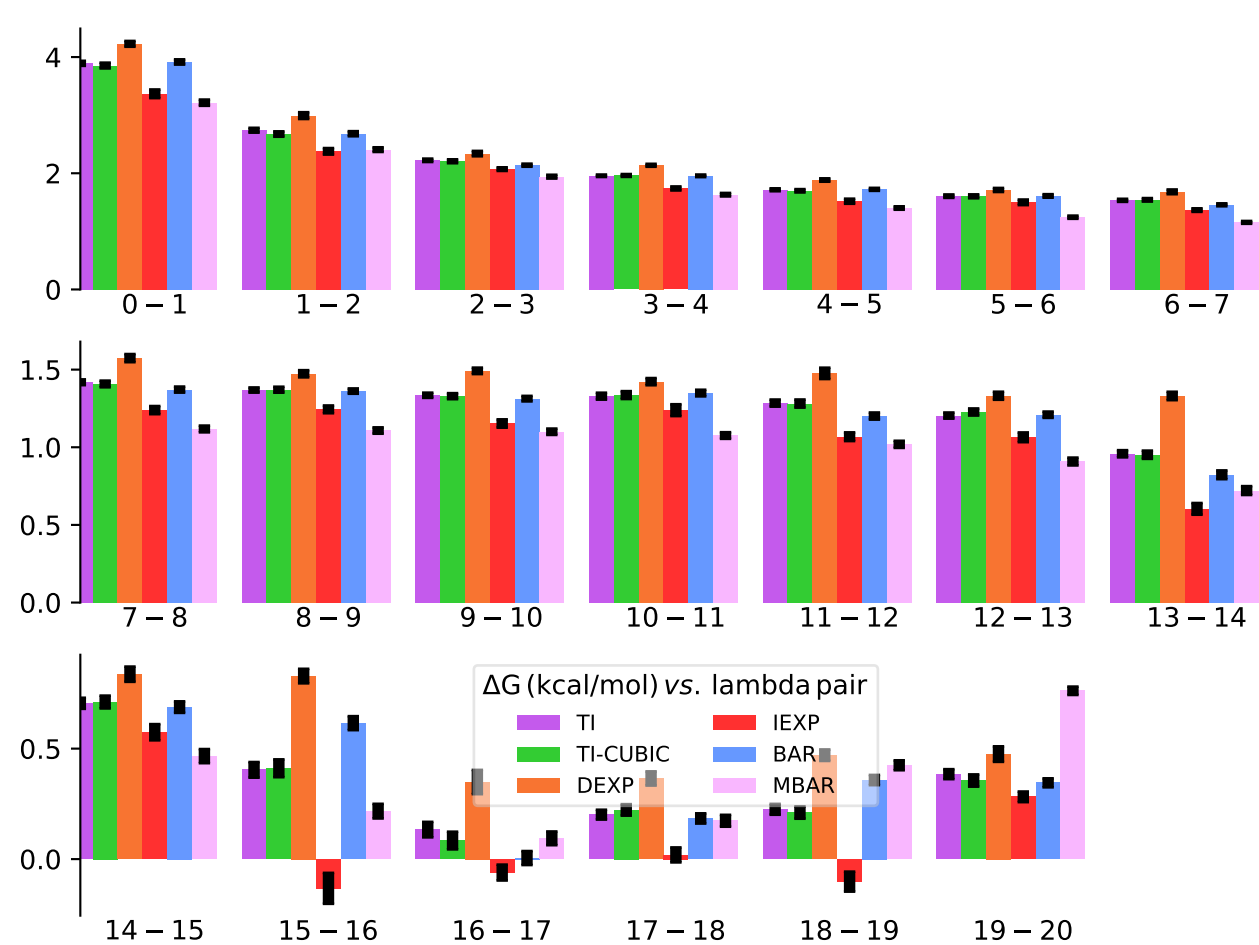 4
2
0
0 − 1 1 − 2 2 − 3 3 − 4 4 − 5 5 − 6 6 − 7
1.5
1.0
0.5
0.0
7 − 8 8 − 9 9 − 10 10 − 11 11 − 12 12 − 13 13 − 14
ΔG (kcal/mol) vs. lambda pair
TI IEXP
TI-CUBIC BAR
DEXP MBAR
0.5
0.0
14 − 15 15 − 16 16 − 17 17 − 18 18 − 19 19 − 20